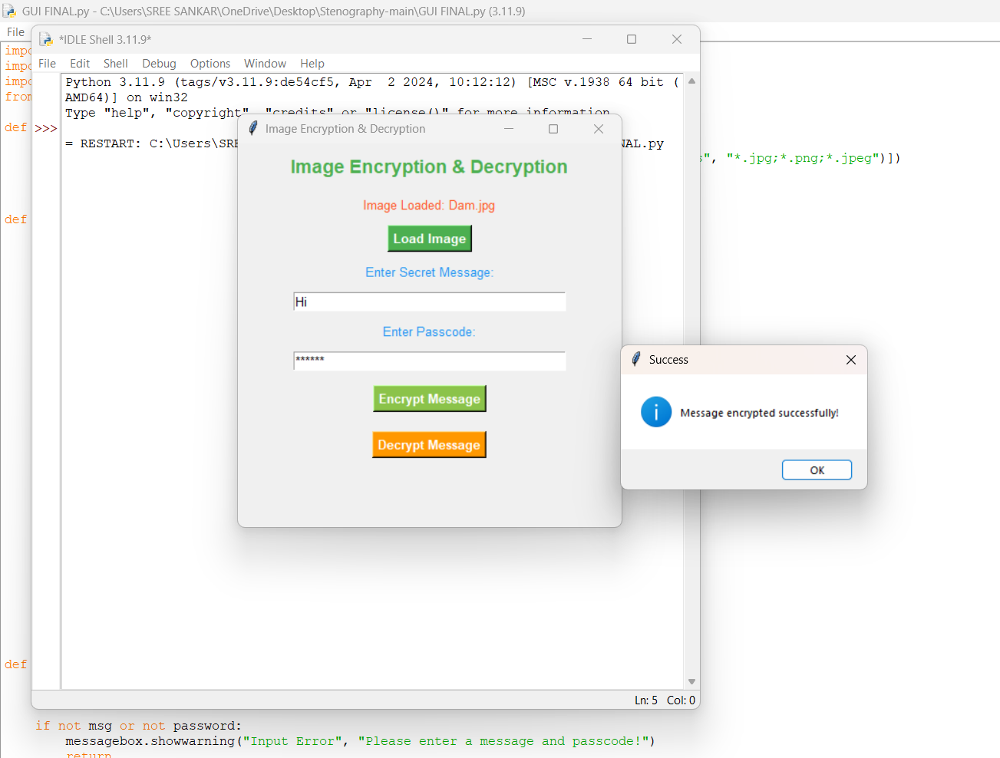 GUI FINAL.py - C:\Users\SREE SANKAR\OneDrive\Desktop\Stenography-main\GUI FINAL.py (3.11.9)
File
*IDLE Shell 3.11.9*
File Edit Shell Debug Options Window Help
Python 3.11.9 (tags/v3.11.9:de54cf5, Apr  2 2024, 10:12:12) [MSC v.1938 64 bit (
AMD64)] on win32
Type "help", "copyright", "credits" or "license()" for more information
>>>
= RESTART: C:\Users\SRE
NAL.py
Image Encryption & Decryption
Image Encryption & Decryption
Image Loaded: Dam.jpg
Load Image
Enter Secret Message:
Hi
Enter Passcode:
******
Encrypt Message
Decrypt Message
Success
Message encrypted successfully!
OK
impo
impo
impo
from
def
", "*.jpg;*.png;*.jpeg")])
def
def
Ln: 5 Col: 0
if not msg or not password:
messagebox.showwarning("Input Error", "Please enter a message and passcode!")
return